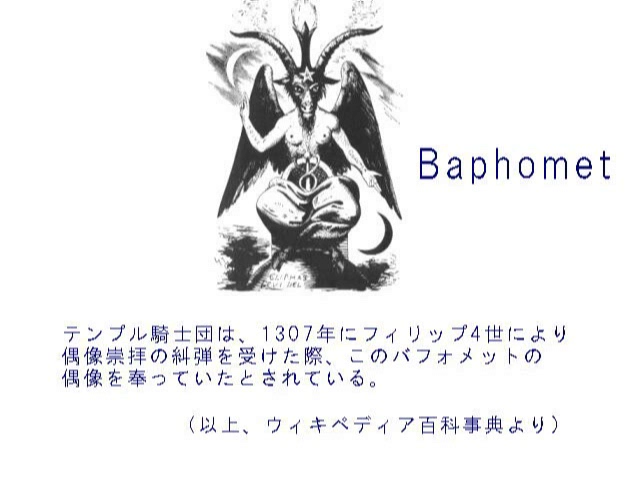 Baphomet
ELIPHAS
LEVI DEL
テンプル騎士団は、1307年にフィリップ4世により
偶像崇拝の糾弾を受けた際、このバフォメットの
偶像を奉っていたとされている。
（以上、ウィキペディア百科事典より）